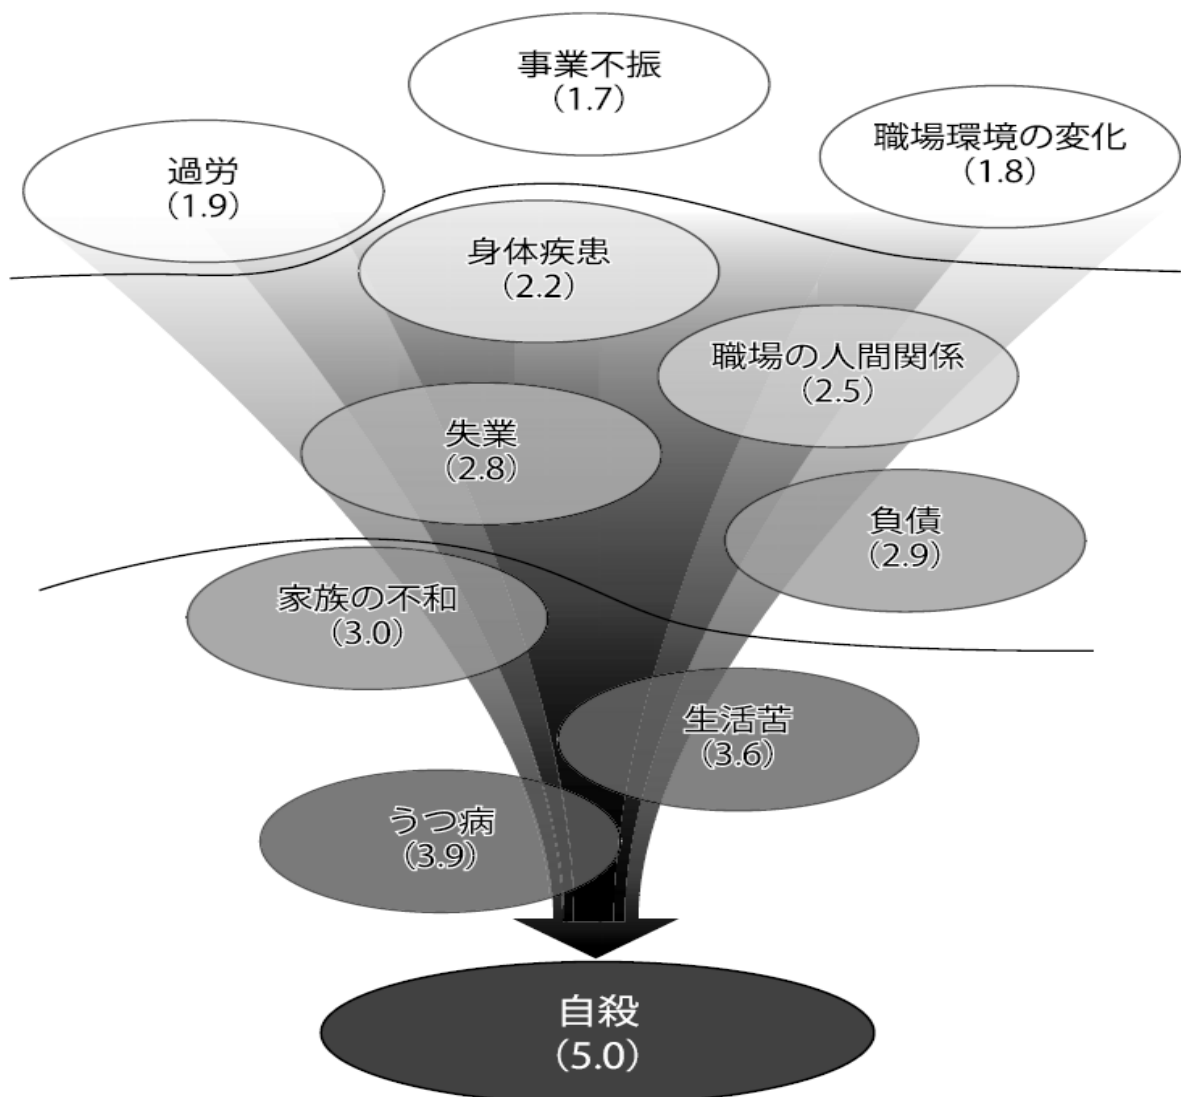 事業不振
（1.7）
職場環境の変化
（1.8）
過労
（1.9）
身体疾患
（2.2）
職場の人間関係
（2.5）
失業
（2.8）
負債
（2.9）
家族の不和
（3.0）
生活苦
（3.6）
うつ病
（3.9）
自殺
（5.0）